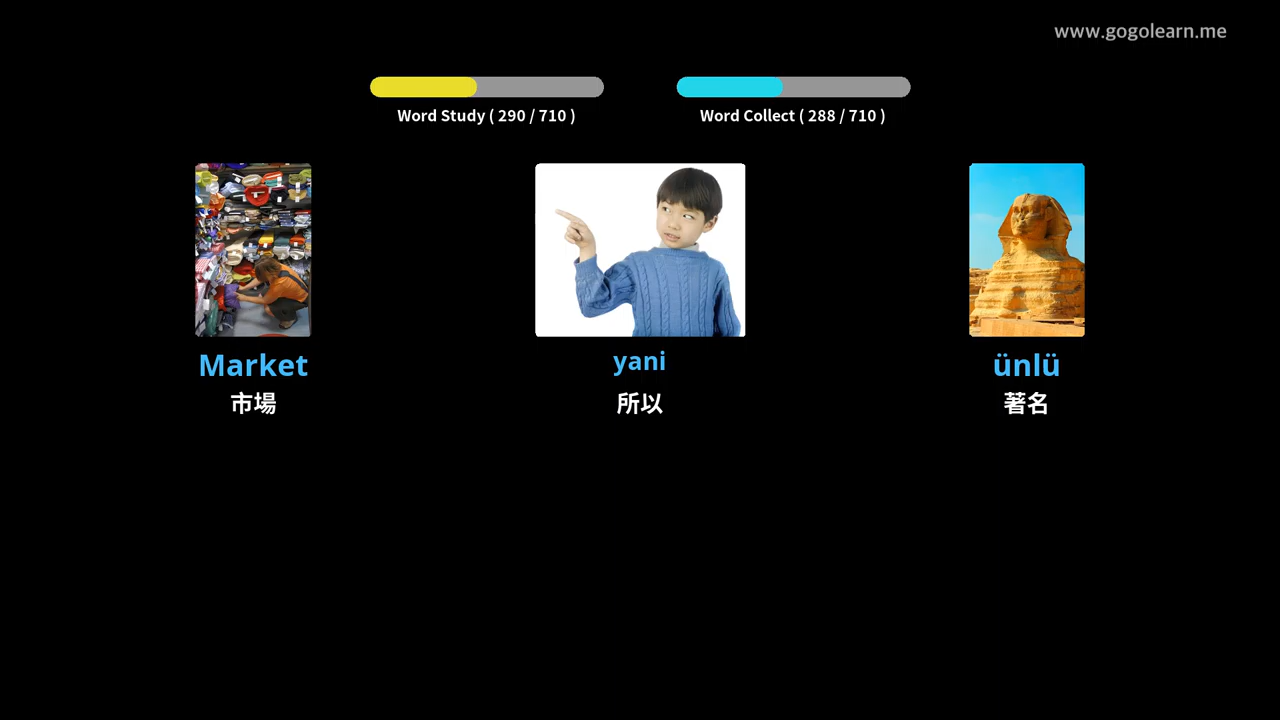 www.gogolearn.me
Word Study ( 290 / 710 )
Word Collect ( 288 / 710 )
Market
yani
ünlü
市場
所以
著名